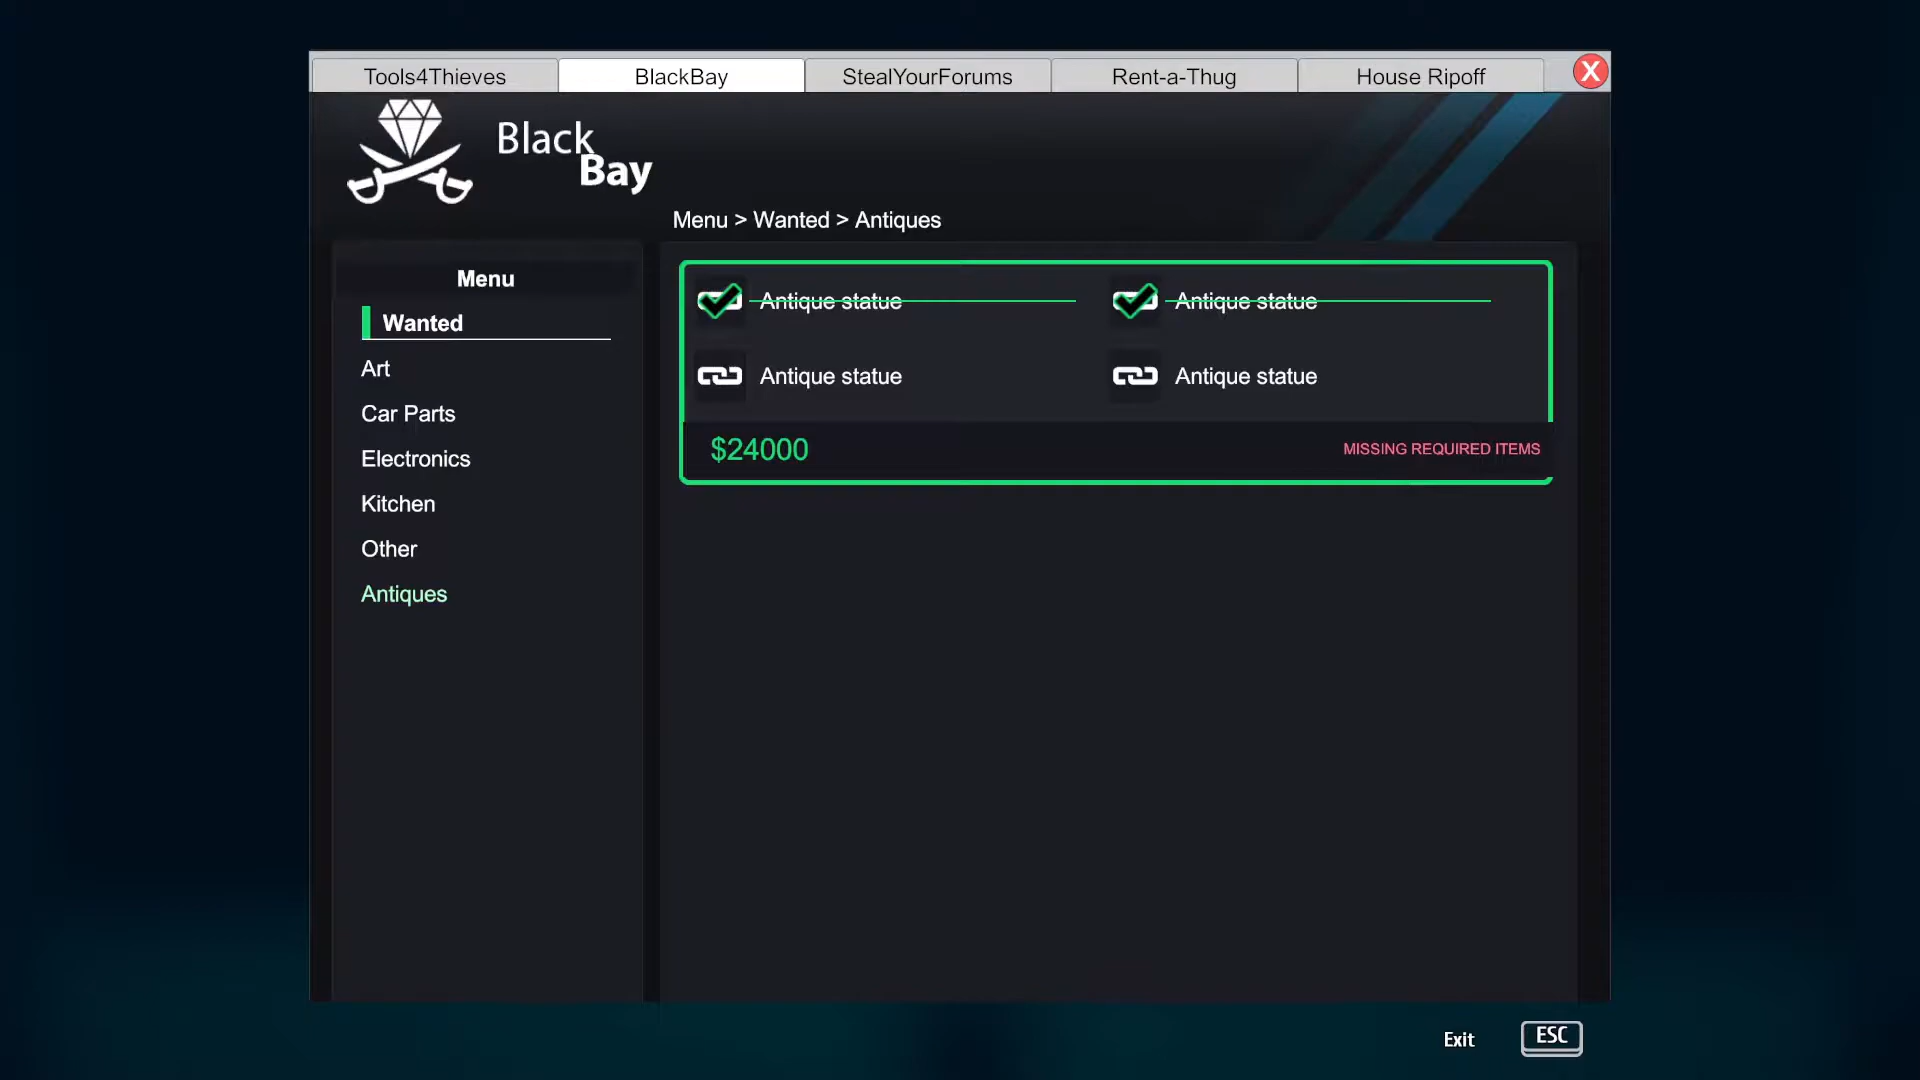 Tools4Thieves
BlackBay
StealYourForums
Rent-a-Thug
House Ripoff
X
Black
Bay
Menu > Wanted > Antiques
Menu
Wanted
Art
Car Parts
Electronics
Kitchen
Other
Antiques
Antique statue
Antique statue
Antique statue
Antique statue
$24000
MISSING REQUIRED ITEMS
Exit
ESC